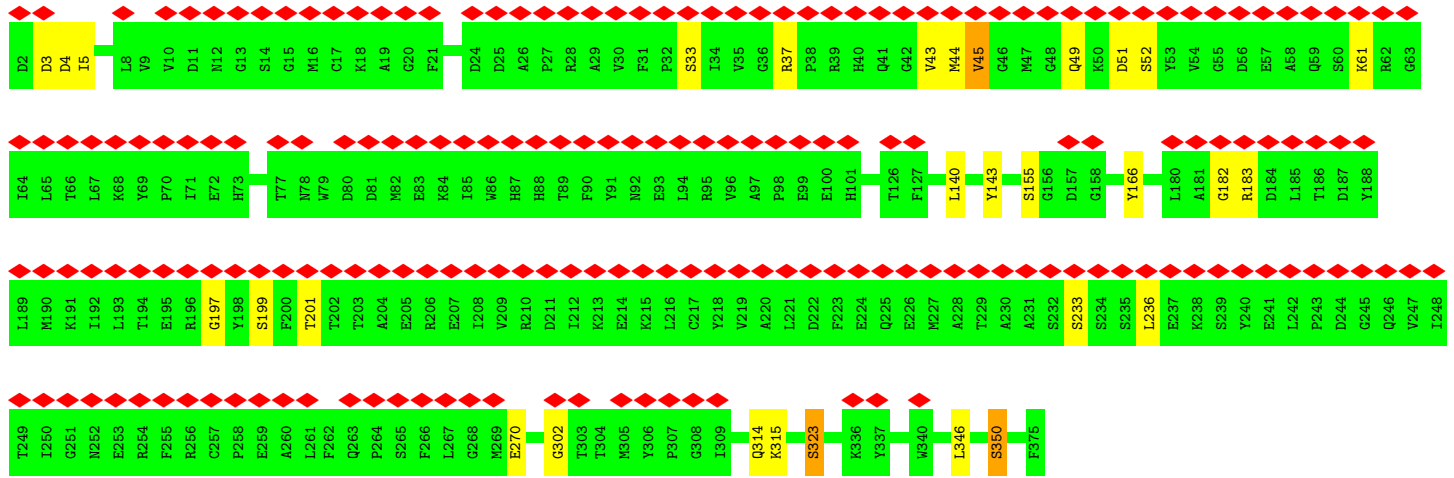 D2 D3 D4 I5 L8 V9 V10 D11 N12 G13 S14 G15 M16 C17 K18 A19 G20 F21 D24 D25 A26 P27 R28 A29 V30 F31 P32 S33 I34 V35 G36 R37 P38 R39 H40 Q41 G42 V43 M44 V45 G46 M47 G48 Q49 K50 D51 S52 Y53 V54 G55 D56 E57 A58 Q59 S60 K61 R62 G63
I64 L65 T66 L67 K68 Y69 P70 I71 E72 H73 T77 N78 W79 D80 D81 M82 E83 K84 I85 W86 H87 H88 T89 F90 Y91 N92 E93 L94 R95 V96 A97 P98 E99 E100 H101 T126 F127 L140 Y143 S155 G156 D157 G158 Y166 L180 A181 G182 R183 D184 L185 T186 D187 Y188
L189 M190 K191 I192 L193 T194 E195 R196 G197 Y198 S199 F200 T201 T202 T203 A204 E205 R206 E207 I208 V209 R210 D211 I212 K213 E214 K215 L216 C217 Y218 V219 A220 L221 D222 F223 E224 Q225 E226 M227 A228 T229 A230 A231 S232 S233 S234 S235 L236 E237 K238 S239 Y240 E241 L242 P243 D244 G245 Q246 V247 I248
T249 I250 G251 N252 E253 R254 F255 R256 C257 P258 E259 A260 L261 F262 Q263 P264 S265 F266 L267 G268 M269 E270 G302 T303 T304 M305 Y306 P307 G308 I309 Q314 K315 S323 K336 Y337 W340 L346 S350 F375